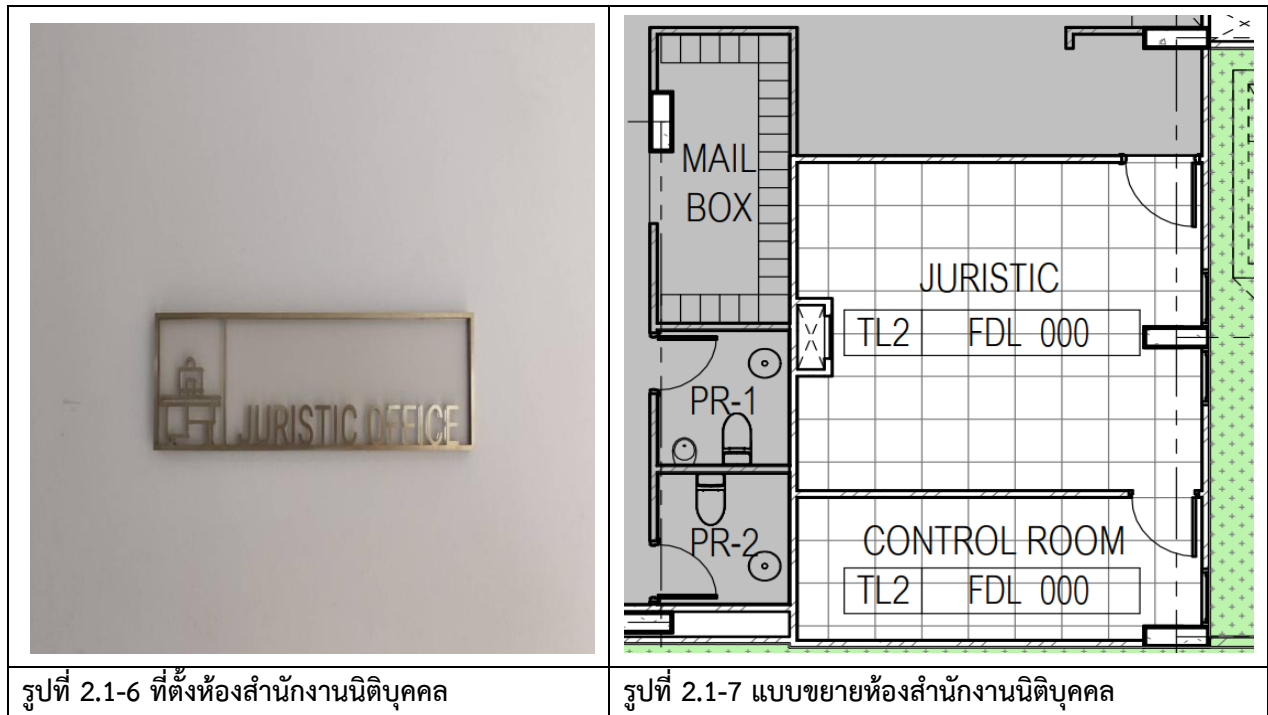 JURISTIC OFFICE
MAIL
BOX
JURISTIC
TL2 FDL 000
PR-1
PR-2
CONTROL ROOM
TL2 FDL 000
รูปที่ 2.1-6 ที่ตั้งห้องสำนักงานนิติบุคคล
รูปที่ 2.1-7 แบบขยายห้องสำนักงานนิติบุคคล